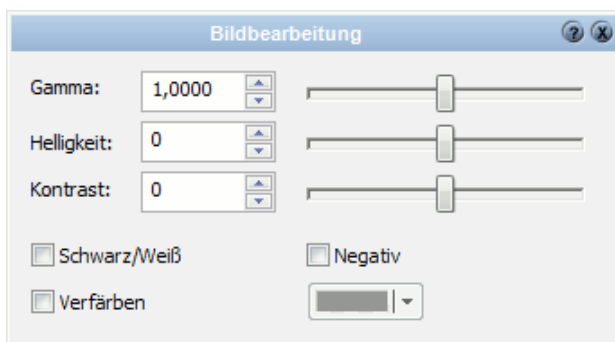 Bildbearbeitung
Gamma: 1,0000
Helligkeit: 0
Kontrast: 0
Schwarz/Weiß Negativ
Verfärben